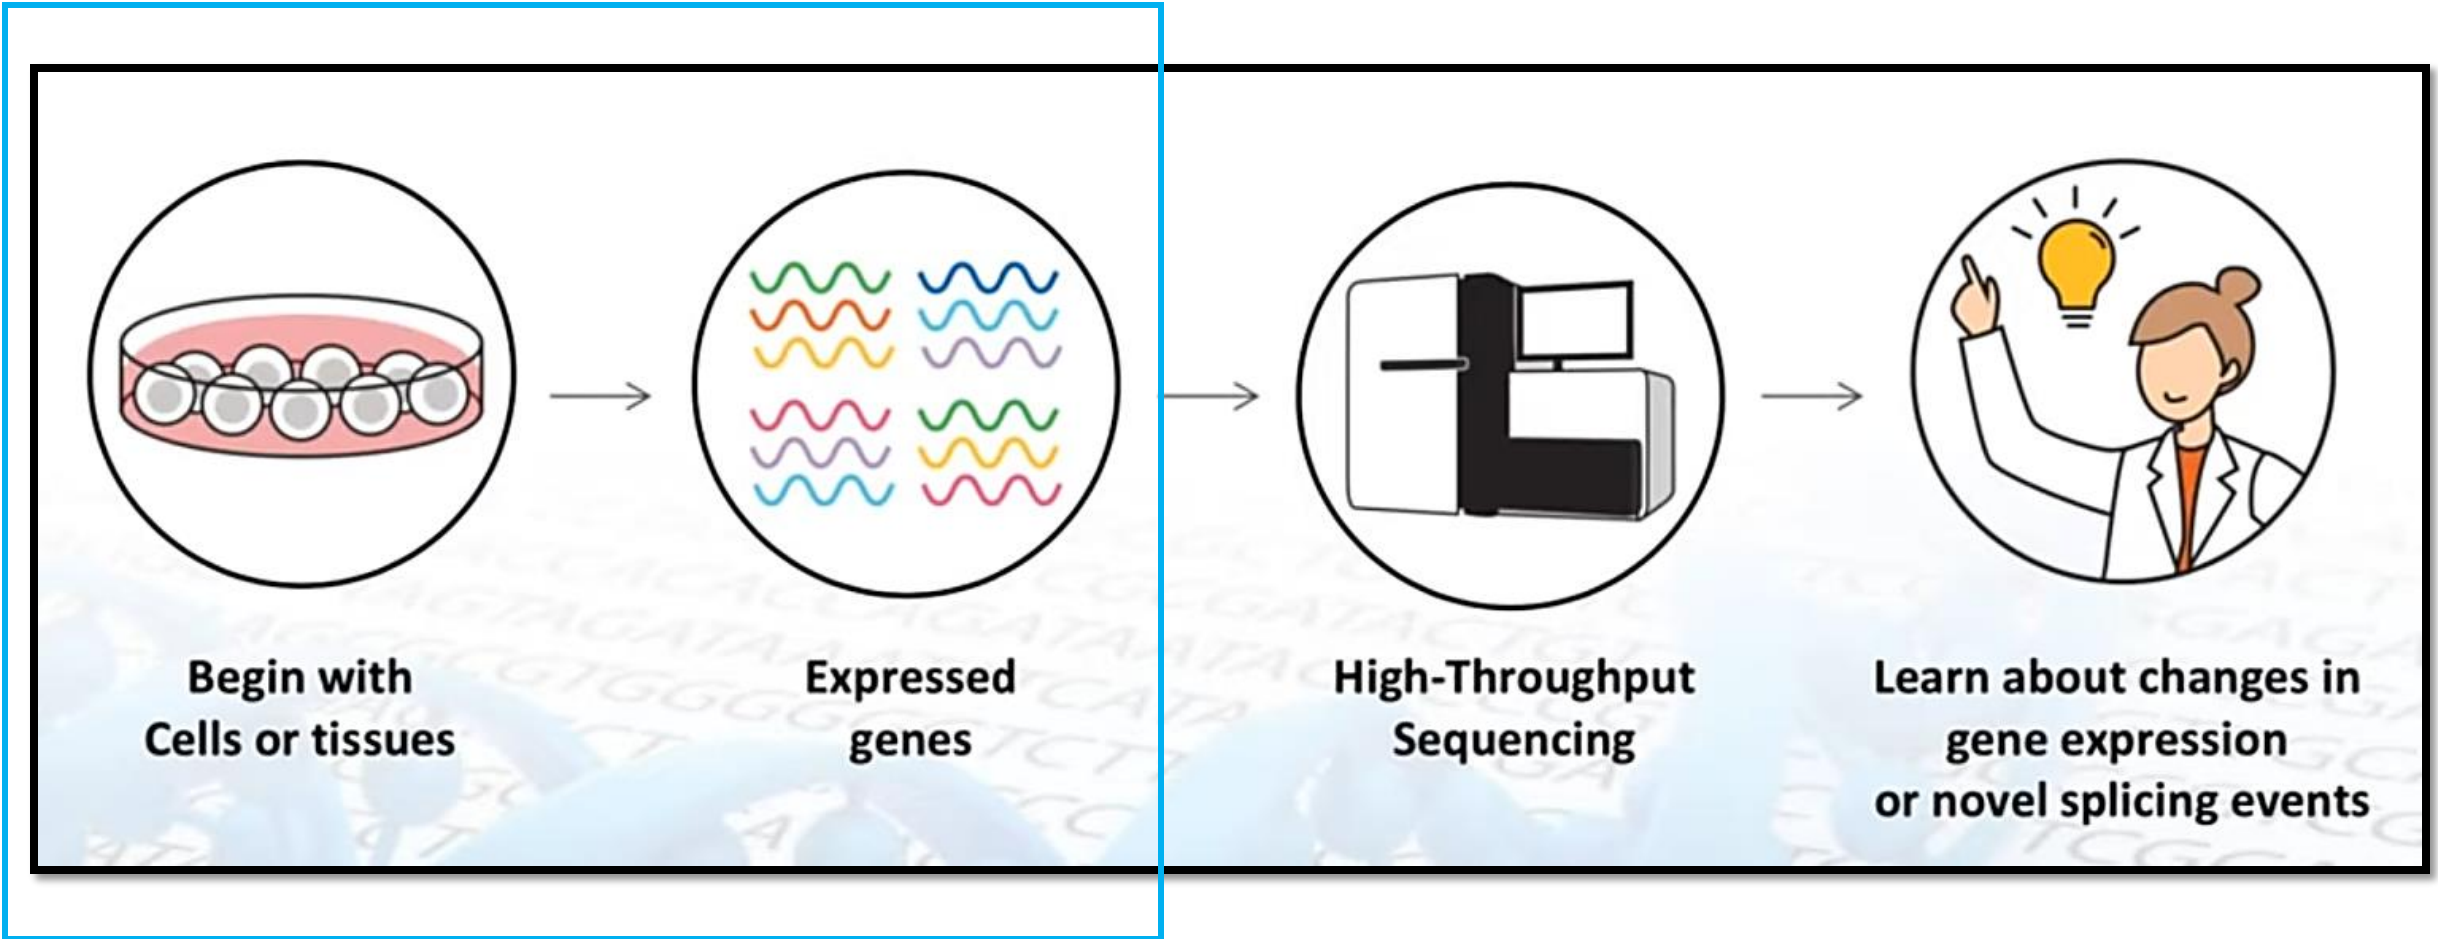 Begin with
Cells or tissues
Expressed
genes
High-Throughput
Sequencing
Learn about changes in
gene expression
or novel splicing events